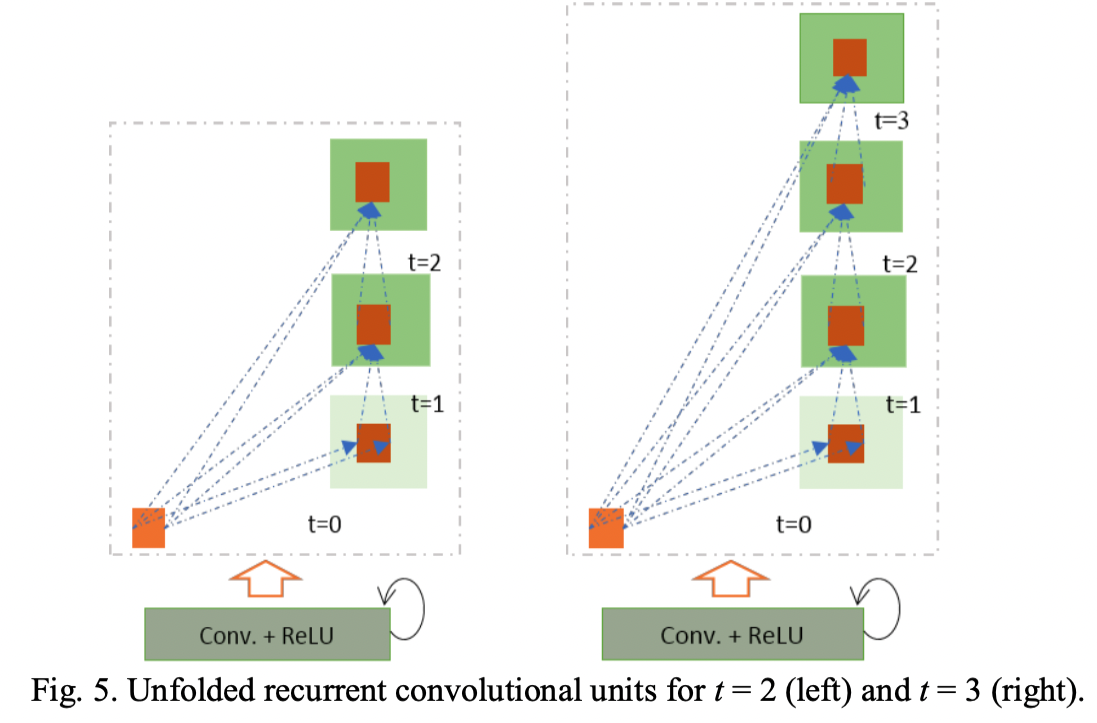 t=3
t=2
t=2
t=1
t=1
t=0
t=0
Conv. + ReLU
Conv. + ReLU
Fig. 5. Unfolded recurrent convolutional units for t = 2 (left) and t = 3 (right).